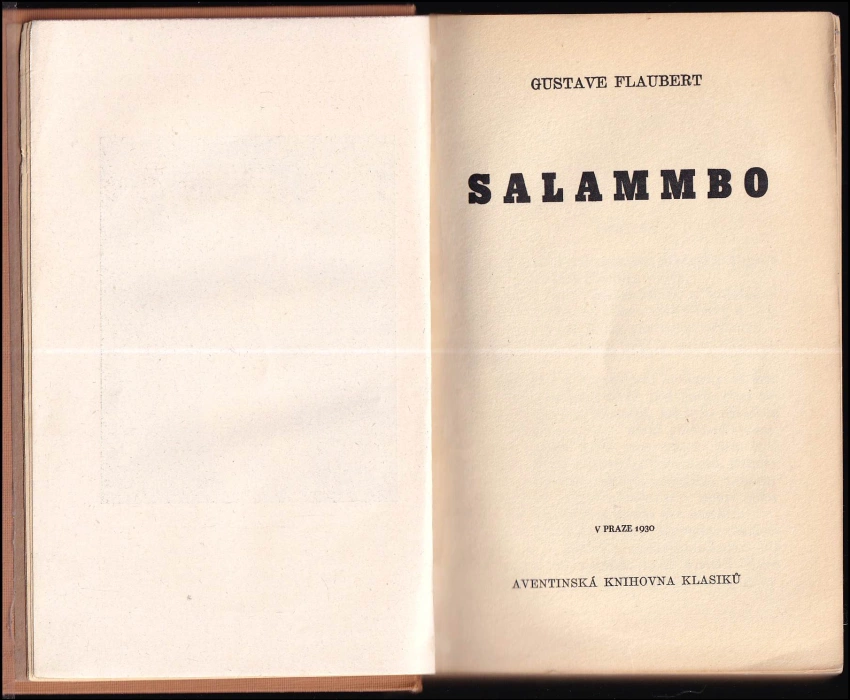 GUSTAVE FLAUBERT
SALAMMBO
V PRAZE 1930
AVENTINSKÁ KNIHOVNA KLASIKŮ